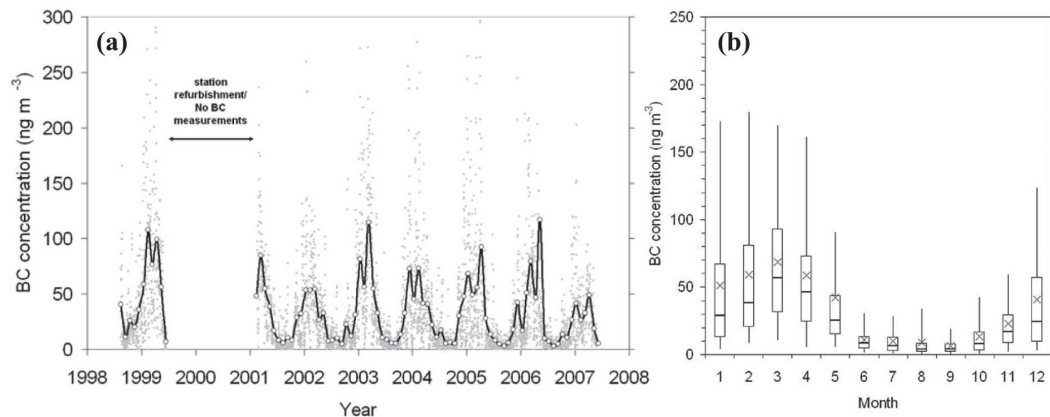 (a)
300
250
200
150
100
50
0
BC concentration (ng m -3)
station
refurbishment/
No BC
measurements
1998 1999 2000 2001 2002 2003 2004 2005 2006 2007 2008
Year
(b)
250
200
150
100
50
0
BC concentration (ng m-3)
1 2 3 4 5 6 7 8 9 10 11 12
Month